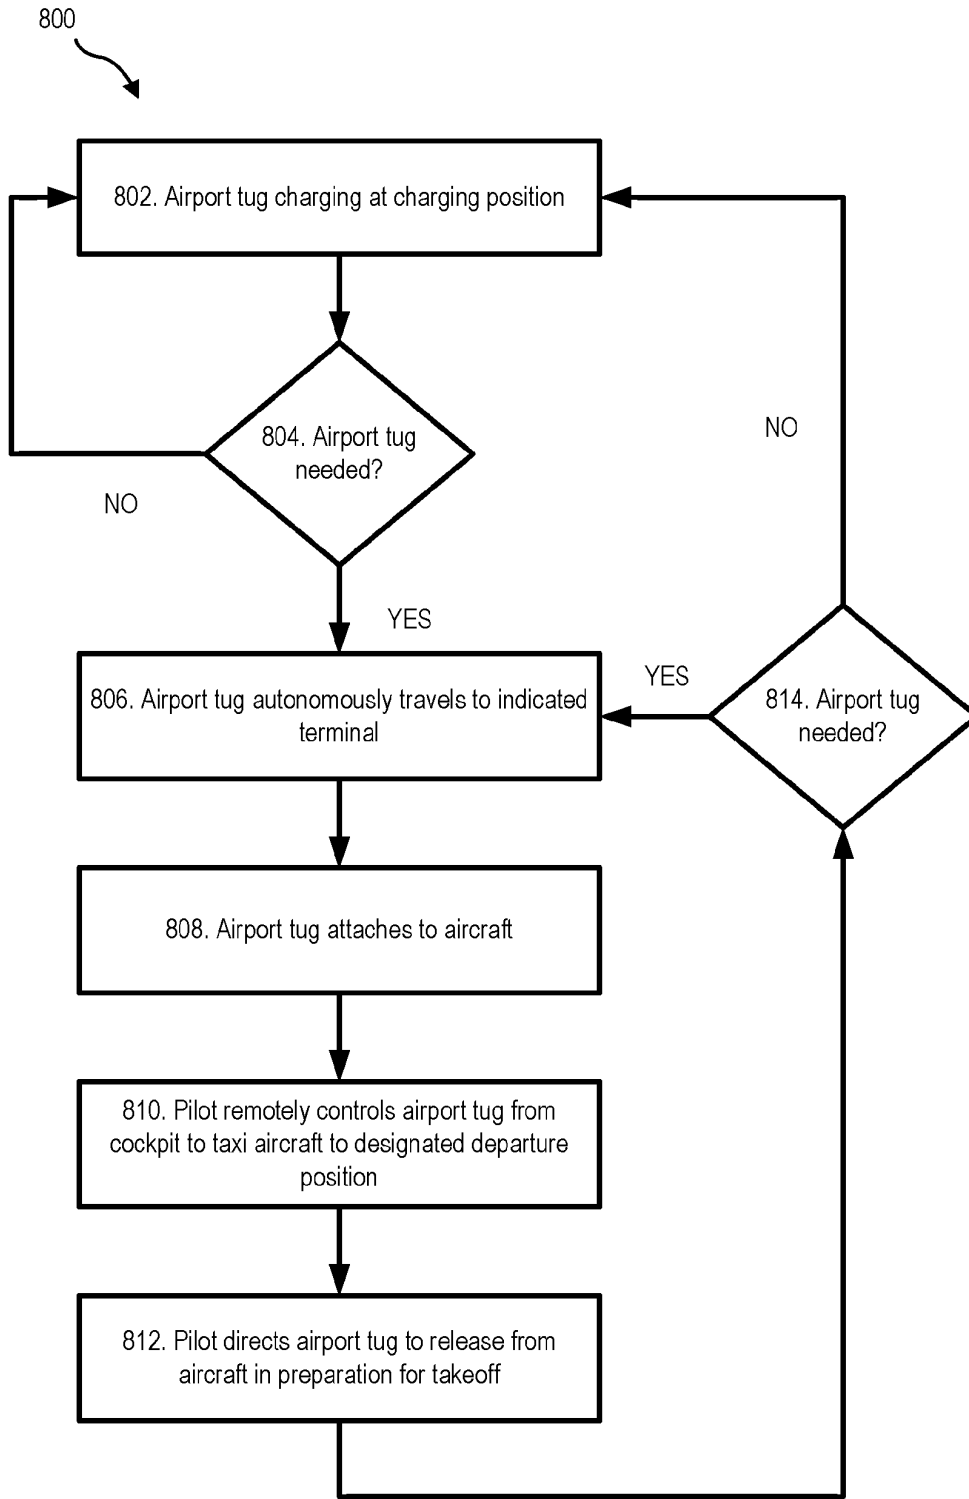 800
802. Airport tug charging at charging position
804. Airport tug
needed?
NO
NO
YES
806. Airport tug autonomously travels to indicated
terminal
YES
814. Airport tug
needed?
808. Airport tug attaches to aircraft
810. Pilot remotely controls airport tug from
cockpit to taxi aircraft to designated departure
position
812. Pilot directs airport tug to release from
aircraft in preparation for takeoff